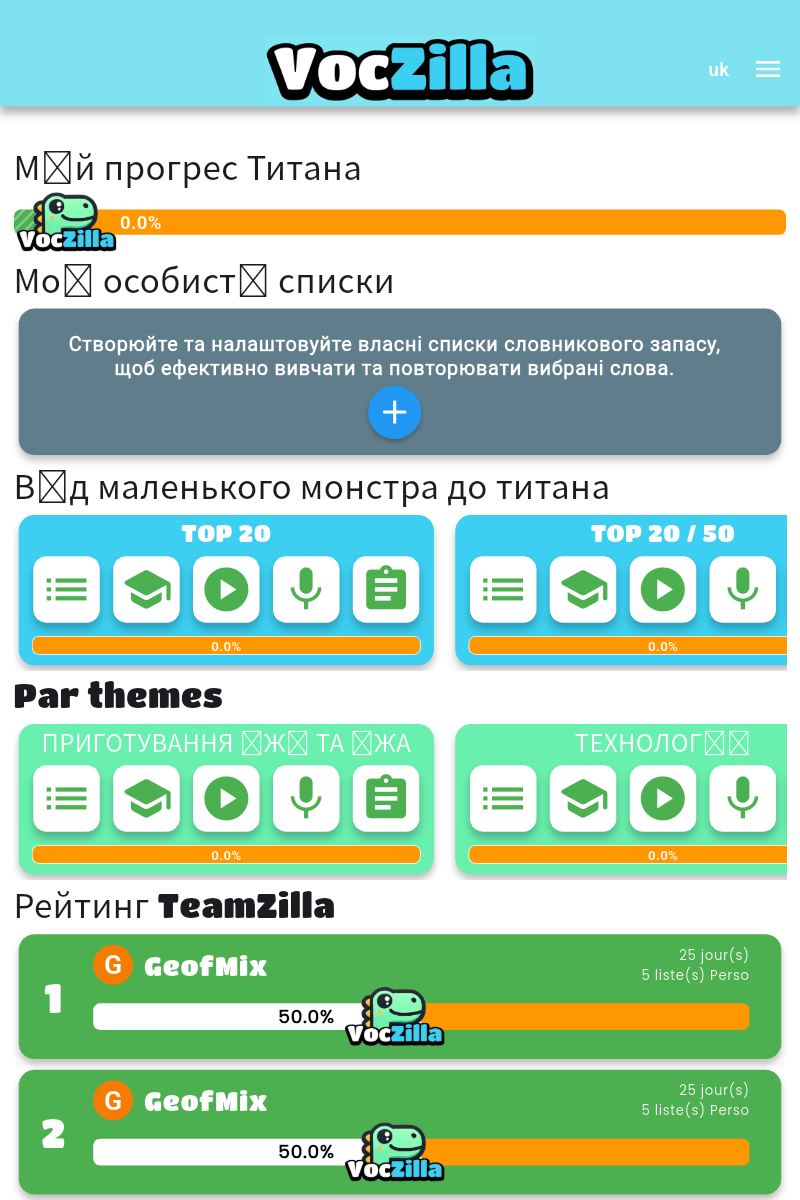 VocZilla
uk
М☒й прогрес Титана
0.0%
VocZilla
Мо☒ особист☒ списки
Створюйте та налаштовуйте власні списки словникового запасу,
щоб ефективно вивчати та повторювати вибрані слова.
В☒д маленького монстра до титана
TOP 20
TOP 20 / 50
0.0%
0.0%
Par themes
ПРИГОТУВАННЯ ☒Ж☒ ТА ☒ЖА
ТЕХНОЛОГ☒☒
0.0%
0.0%
Рейтинг TeamZilla
1
G GeofMix
25 jour(s)
5 liste(s) Perso
50.0%
VocZilla
2
G GeofMix
25 jour(s)
5 liste(s) Perso
50.0%
VocZilla